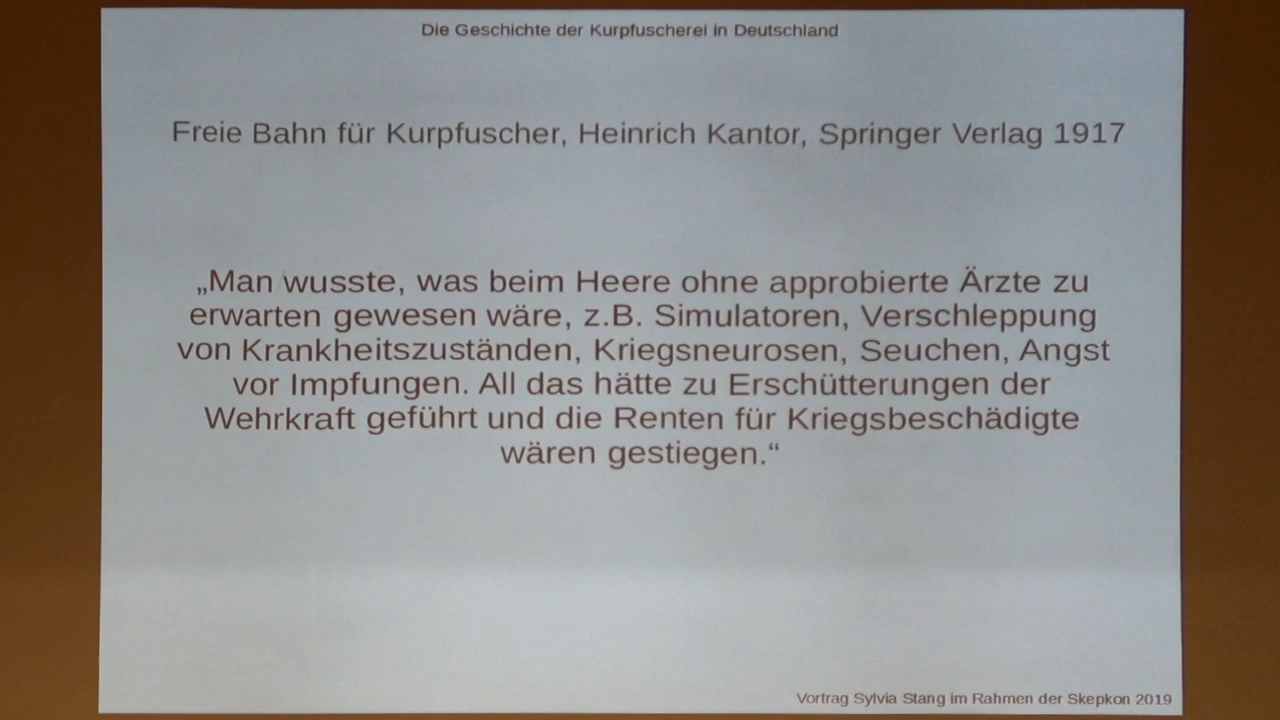 Die Geschichte der Kurpfuscherei in Deutschland
Freie Bahn für Kurpfuscher, Heinrich Kantor, Springer Verlag 1917
„Man wusste, was beim Heere ohne approbierte Ärzte zu
erwarten gewesen wäre, z.B. Simulatoren, Verschleppung
von Krankheitszuständen, Kriegsneurosen, Seuchen, Angst
vor Impfungen. All das hätte zu Erschütterungen der
Wehrkraft geführt und die Renten für Kriegsbeschädigte
wären gestiegen.“
Vortrag Sylvia Stang im Rahmen der Skepkon 2019